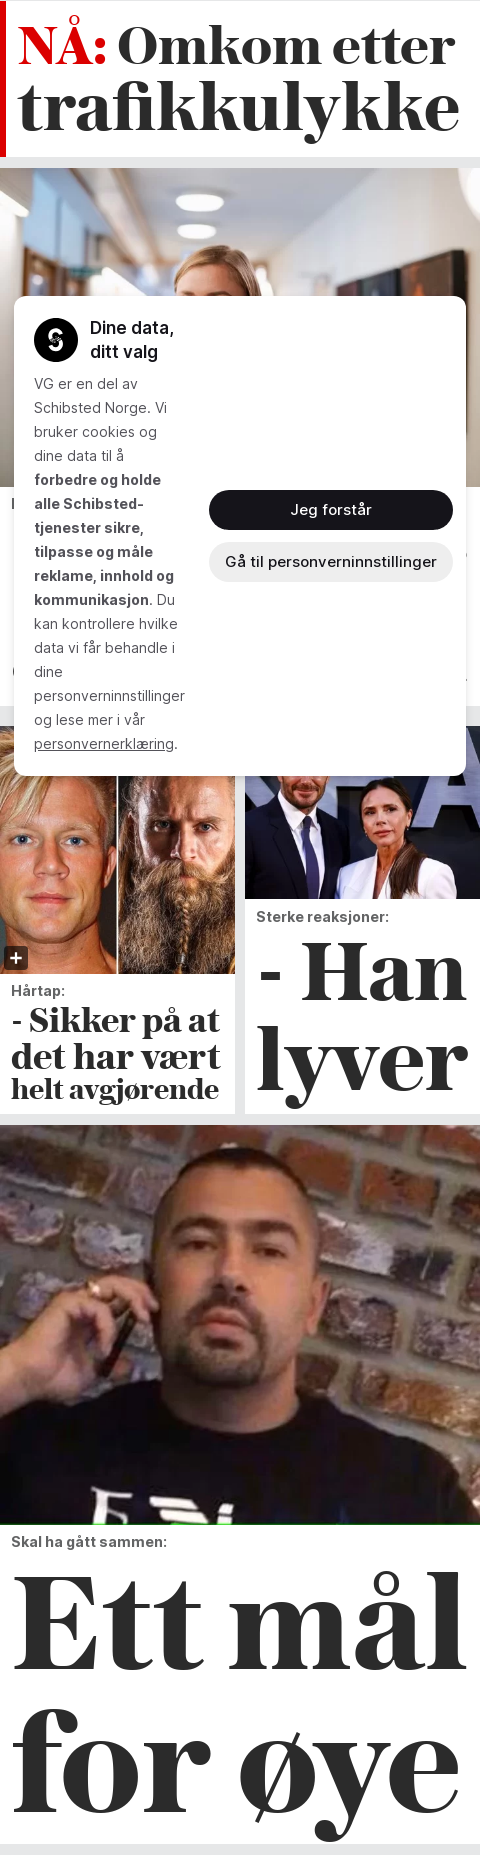 NÅ: Omkom etter
trafikkulykke
Dine data,
ditt valg
VG er en del av
Schibsted Norge. Vi
bruker cookies og
dine data til å
forbedre og holde
alle Schibsted-
tjenester sikre,
tilpasse og måle
reklame, innhold og
kommunikasjon. Du
kan kontrollere hvilke
data vi får behandle i
dine
personverninnstillinger
og lese mer i vår
personvernerklæring.
Jeg forstår
Gå til personverninnstillinger
Hårtap:
- Sikker på at
det har vært
helt avgjørende
Sterke reaksjoner:
- Han
lyver
Skal ha gått sammen:
Ett mål
for øye